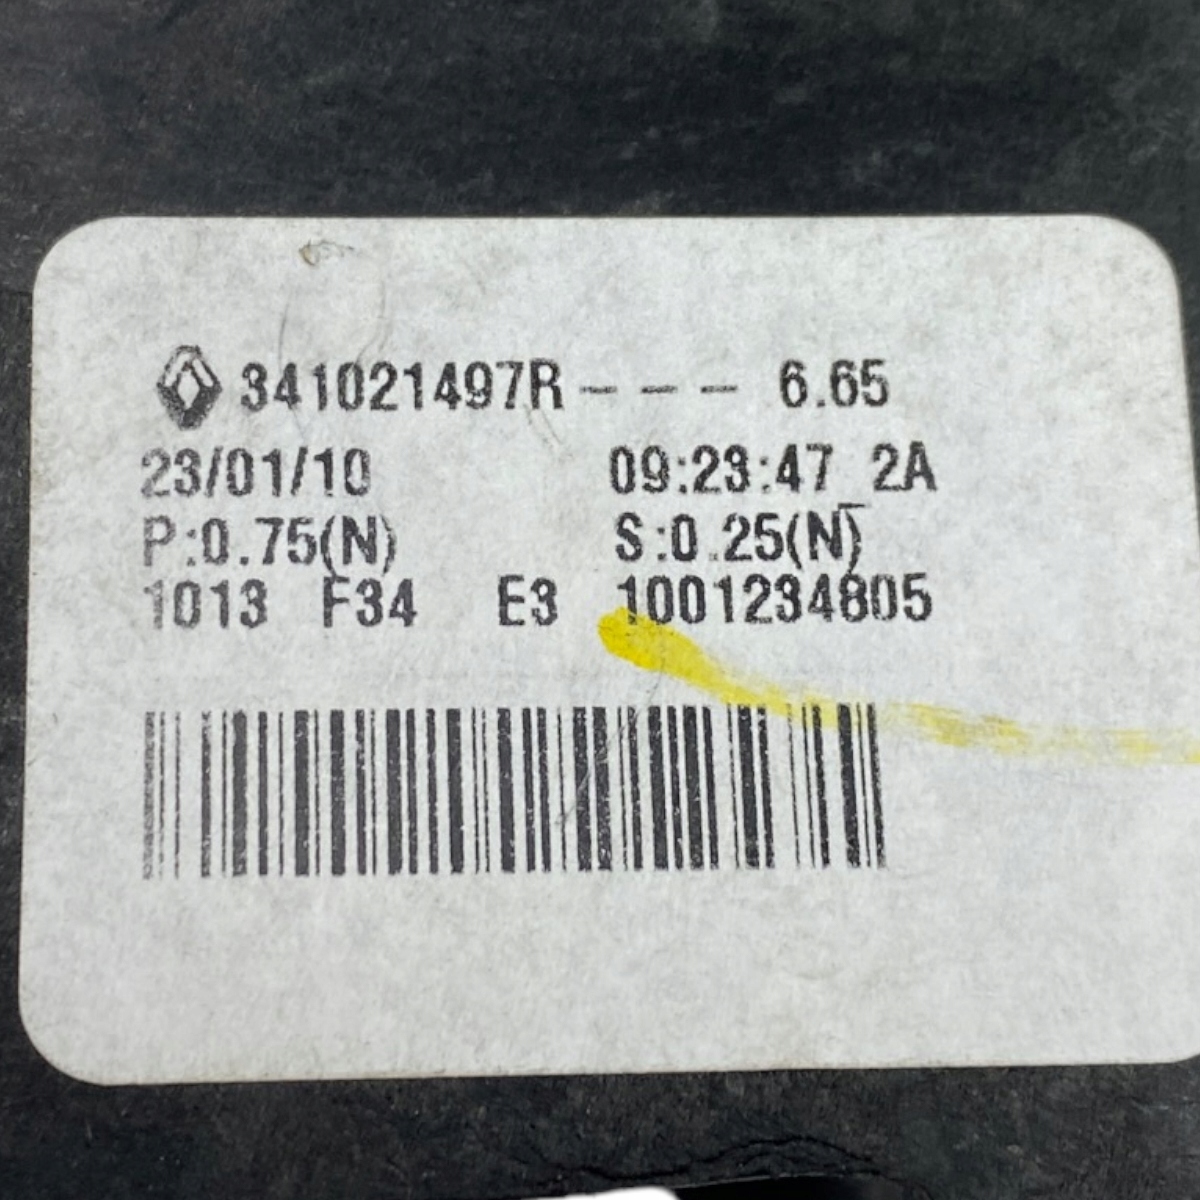 341021497R - - - 6.65
23/01/10 09:23:47 2A
P:0.75(N) S:0.25(N)
1013 F34 E3 1001234805